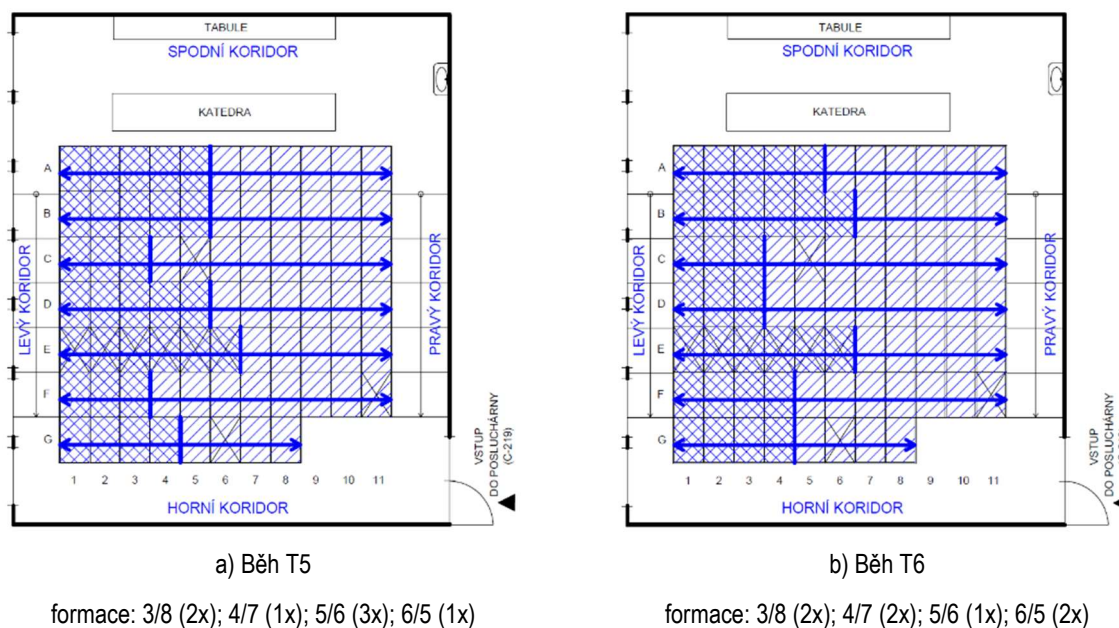 TABULE
SPODNÍ KORIDOR
KATEDRA
A
B
C
D
E
F
G
LEVÝ KORIDOR
PRAVÝ KORIDOR
1 2 3 4 5 6 7 8 9 10 11
HORNÍ KORIDOR
VSTUP
DO POSLUCHÁRNY
(C-219)
a) Běh T5
formace: 3/8 (2x); 4/7 (1x); 5/6 (3x); 6/5 (1x)
TABULE
SPODNÍ KORIDOR
KATEDRA
A
B
C
D
E
F
G
LEVÝ KORIDOR
PRAVÝ KORIDOR
1 2 3 4 5 6 7 8 9 10 11
HORNÍ KORIDOR
VSTUP
DO POSLUCHÁRNY
b) Běh T6
formace: 3/8 (2x); 4/7 (2x); 5/6 (1x); 6/5 (2x)